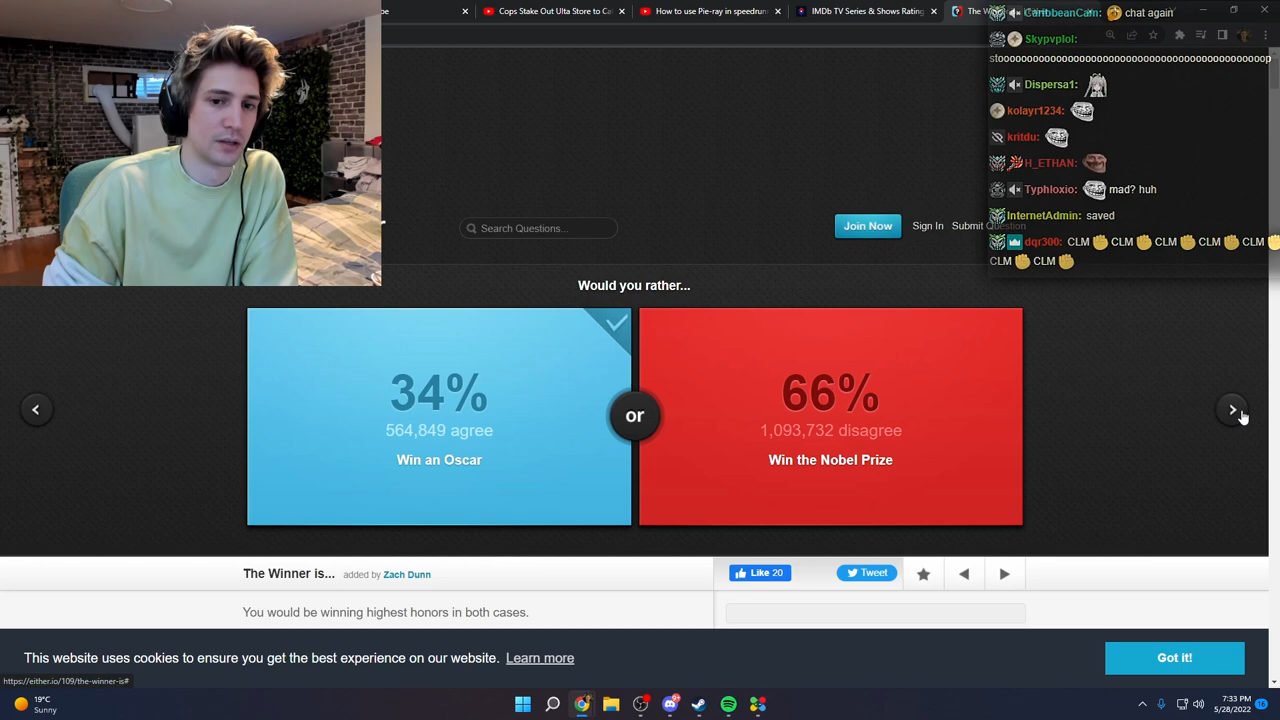 Cops Stake Out Ulta Store to Ca
How to use Pie-ray in speedrun
IMDb TV Series & Shows Rating
The W
CaribbeanCam: chat again
Skypvplol:
Dispersa1:
kolayr1234:
kritdu:
H_ETHAN:
Typhloxio: mad? huh
InternetAdmin: saved
dqr300: CLM CLM CLM CLM CLM
CLM CLM
Search Questions...
Join Now
Sign In
Submit Question
Would you rather...
34%
564,849 agree
Win an Oscar
or
66%
1,093,732 disagree
Win the Nobel Prize
The Winner is... added by Zach Dunn
Like 20
Tweet
You would be winning highest honors in both cases.
This website uses cookies to ensure you get the best experience on our website. Learn more
Got it!
https://either.io/109/the-winner-is#
19°C
Sunny
9+
7:33 PM
5/28/2022
16